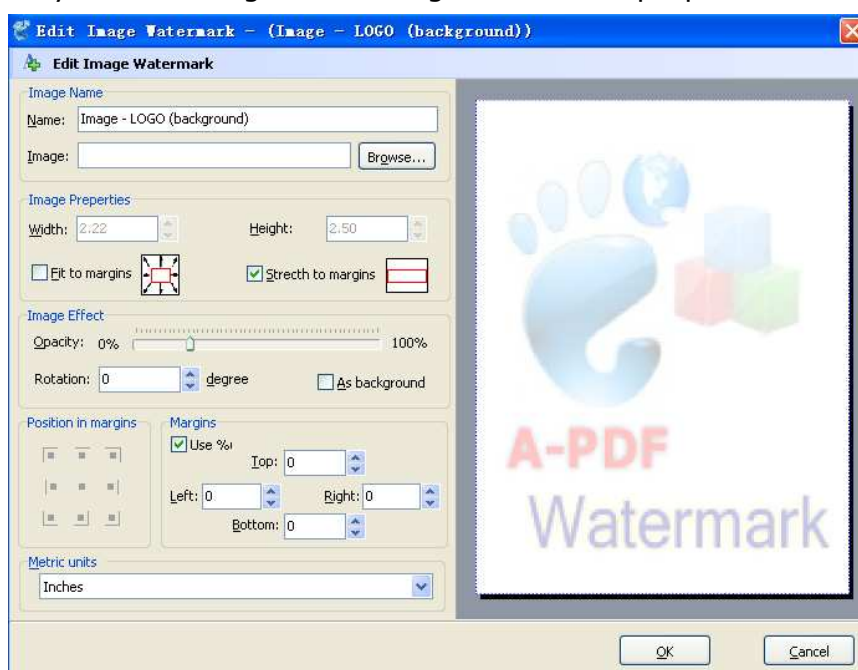 Edit Image Watermark - (Image - LOGO (background))
Edit Image Watermark
Image Name
Name: Image - LOGO (background)
Image: Browse...
Image Preperties
Width: 2.22 Height: 2.50
Fit to margins Strecth to margins
Image Effect
Opacity: 0% 100%
Rotation: 0 degree As background
Position in margins Margins
Use %
Top: 0
Left: 0 Right: 0
Bottom: 0
Metric units
Inches
A-PDF
Watermark
OK Cancel